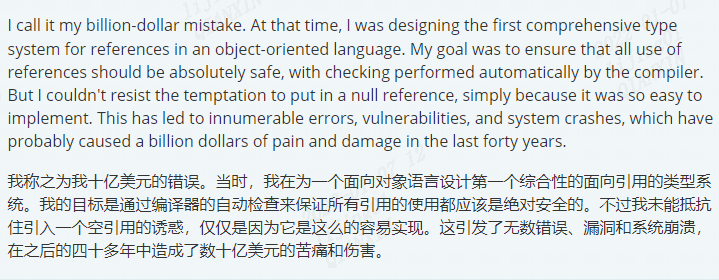 I call it my billion-dollar mistake. At that time, I was designing the first comprehensive type
system for references in an object-oriented language. My goal was to ensure that all use of
references should be absolutely safe, with checking performed automatically by the compiler.
But I couldn't resist the temptation to put in a null reference, simply because it was so easy to
implement. This has led to innumerable errors, vulnerabilities, and system crashes, which have
probably caused a billion dollars of pain and damage in the last forty years.
我称之为我十亿美元的错误。当时，我在为一个面向对象语言设计第一个综合性的面向引用的类型系
统。我的目标是通过编译器的自动检查来保证所有引用的使用都应该是绝对安全的。不过我未能抵抗
住引入一个空引用的诱惑，仅仅是因为它是这么的容易实现。这引发了无数错误、漏洞和系统崩溃，
在之后的四十多年中造成了数十亿美元的苦痛和伤害。